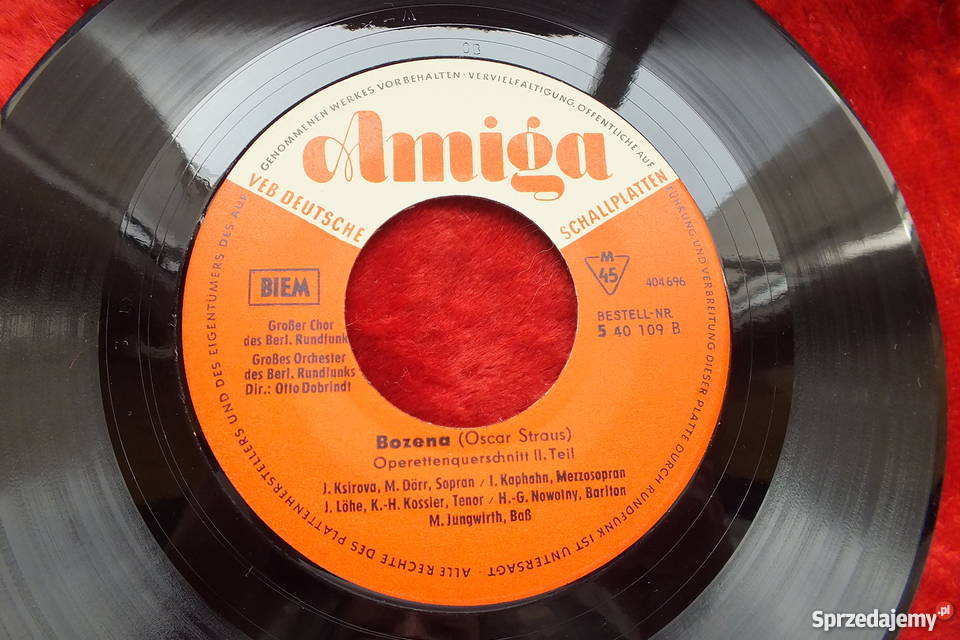 GENOMMENEN WERKES VORBEHALTEN · VERVIELFÄLTIGUNG, ÖFFENTLICHE AUF
FÜHRUNG UND VERBREITUNG DIESER PLATTE DURCH RUNDFUNK IST UNTERSAGT · ALLE RECHTE DES PLATTENHERSTELLERS UND DES EIGENTÜMERS DES AUF
Amiga
VEB DEUTSCHE SCHALLPLATTEN
BIEM
M
45
404696
BESTELL-NR.
5 40 109 B
Großer Chor
des Berl. Rundfunk
Großes Orchester
des Berl. Rundfunks
Dir.: Otto Dobrindt
Bozena (Oscar Straus)
Operettenquerschnitt II. Teil
J. Ksirova, M. Dörr, Sopran / I. Kaphahn, Mezzosopran
J. Löhe, K.-H. Kossler, Tenor / H.-G. Nowotny, Bariton
M. Jungwirth, Baß
Sprzedajemy.pl